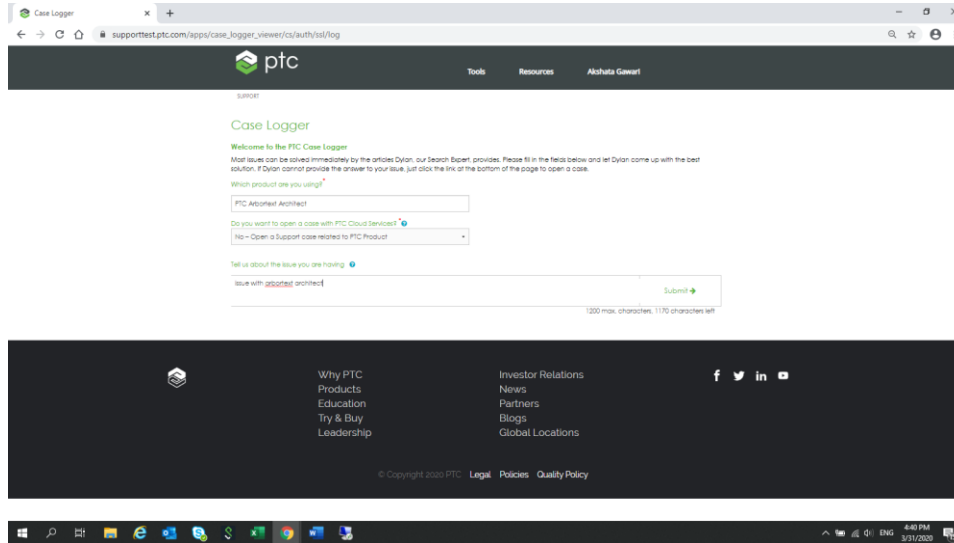 Case Logger
supporttest.ptc.com/apps/case_logger_viewer/cs/auth/ssl/log
ptc
Tools Resources Akshata Gawari
SUPPORT
Case Logger
Welcome to the PTC Case Logger
Most issues can be solved immediately by the articles Dylan, our Search Expert, provides. Please fill in the fields below and let Dylan come up with the best
solution. If Dylan cannot provide the answer to your issue, just click the link at the bottom of the page to open a case.
Which product are you using?*
PTC Arbortext Architect
Do you want to open a case with PTC Cloud Services?*
No – Open a Support case related to PTC Product
Tell us about the issue you are having
issue with arbortext architect
Submit
1200 max. characters, 1170 characters left
Why PTC
Products
Education
Try & Buy
Leadership
Investor Relations
News
Partners
Blogs
Global Locations
© Copyright 2020 PTC Legal Policies Quality Policy
ENG
4:40 PM
3/31/2020